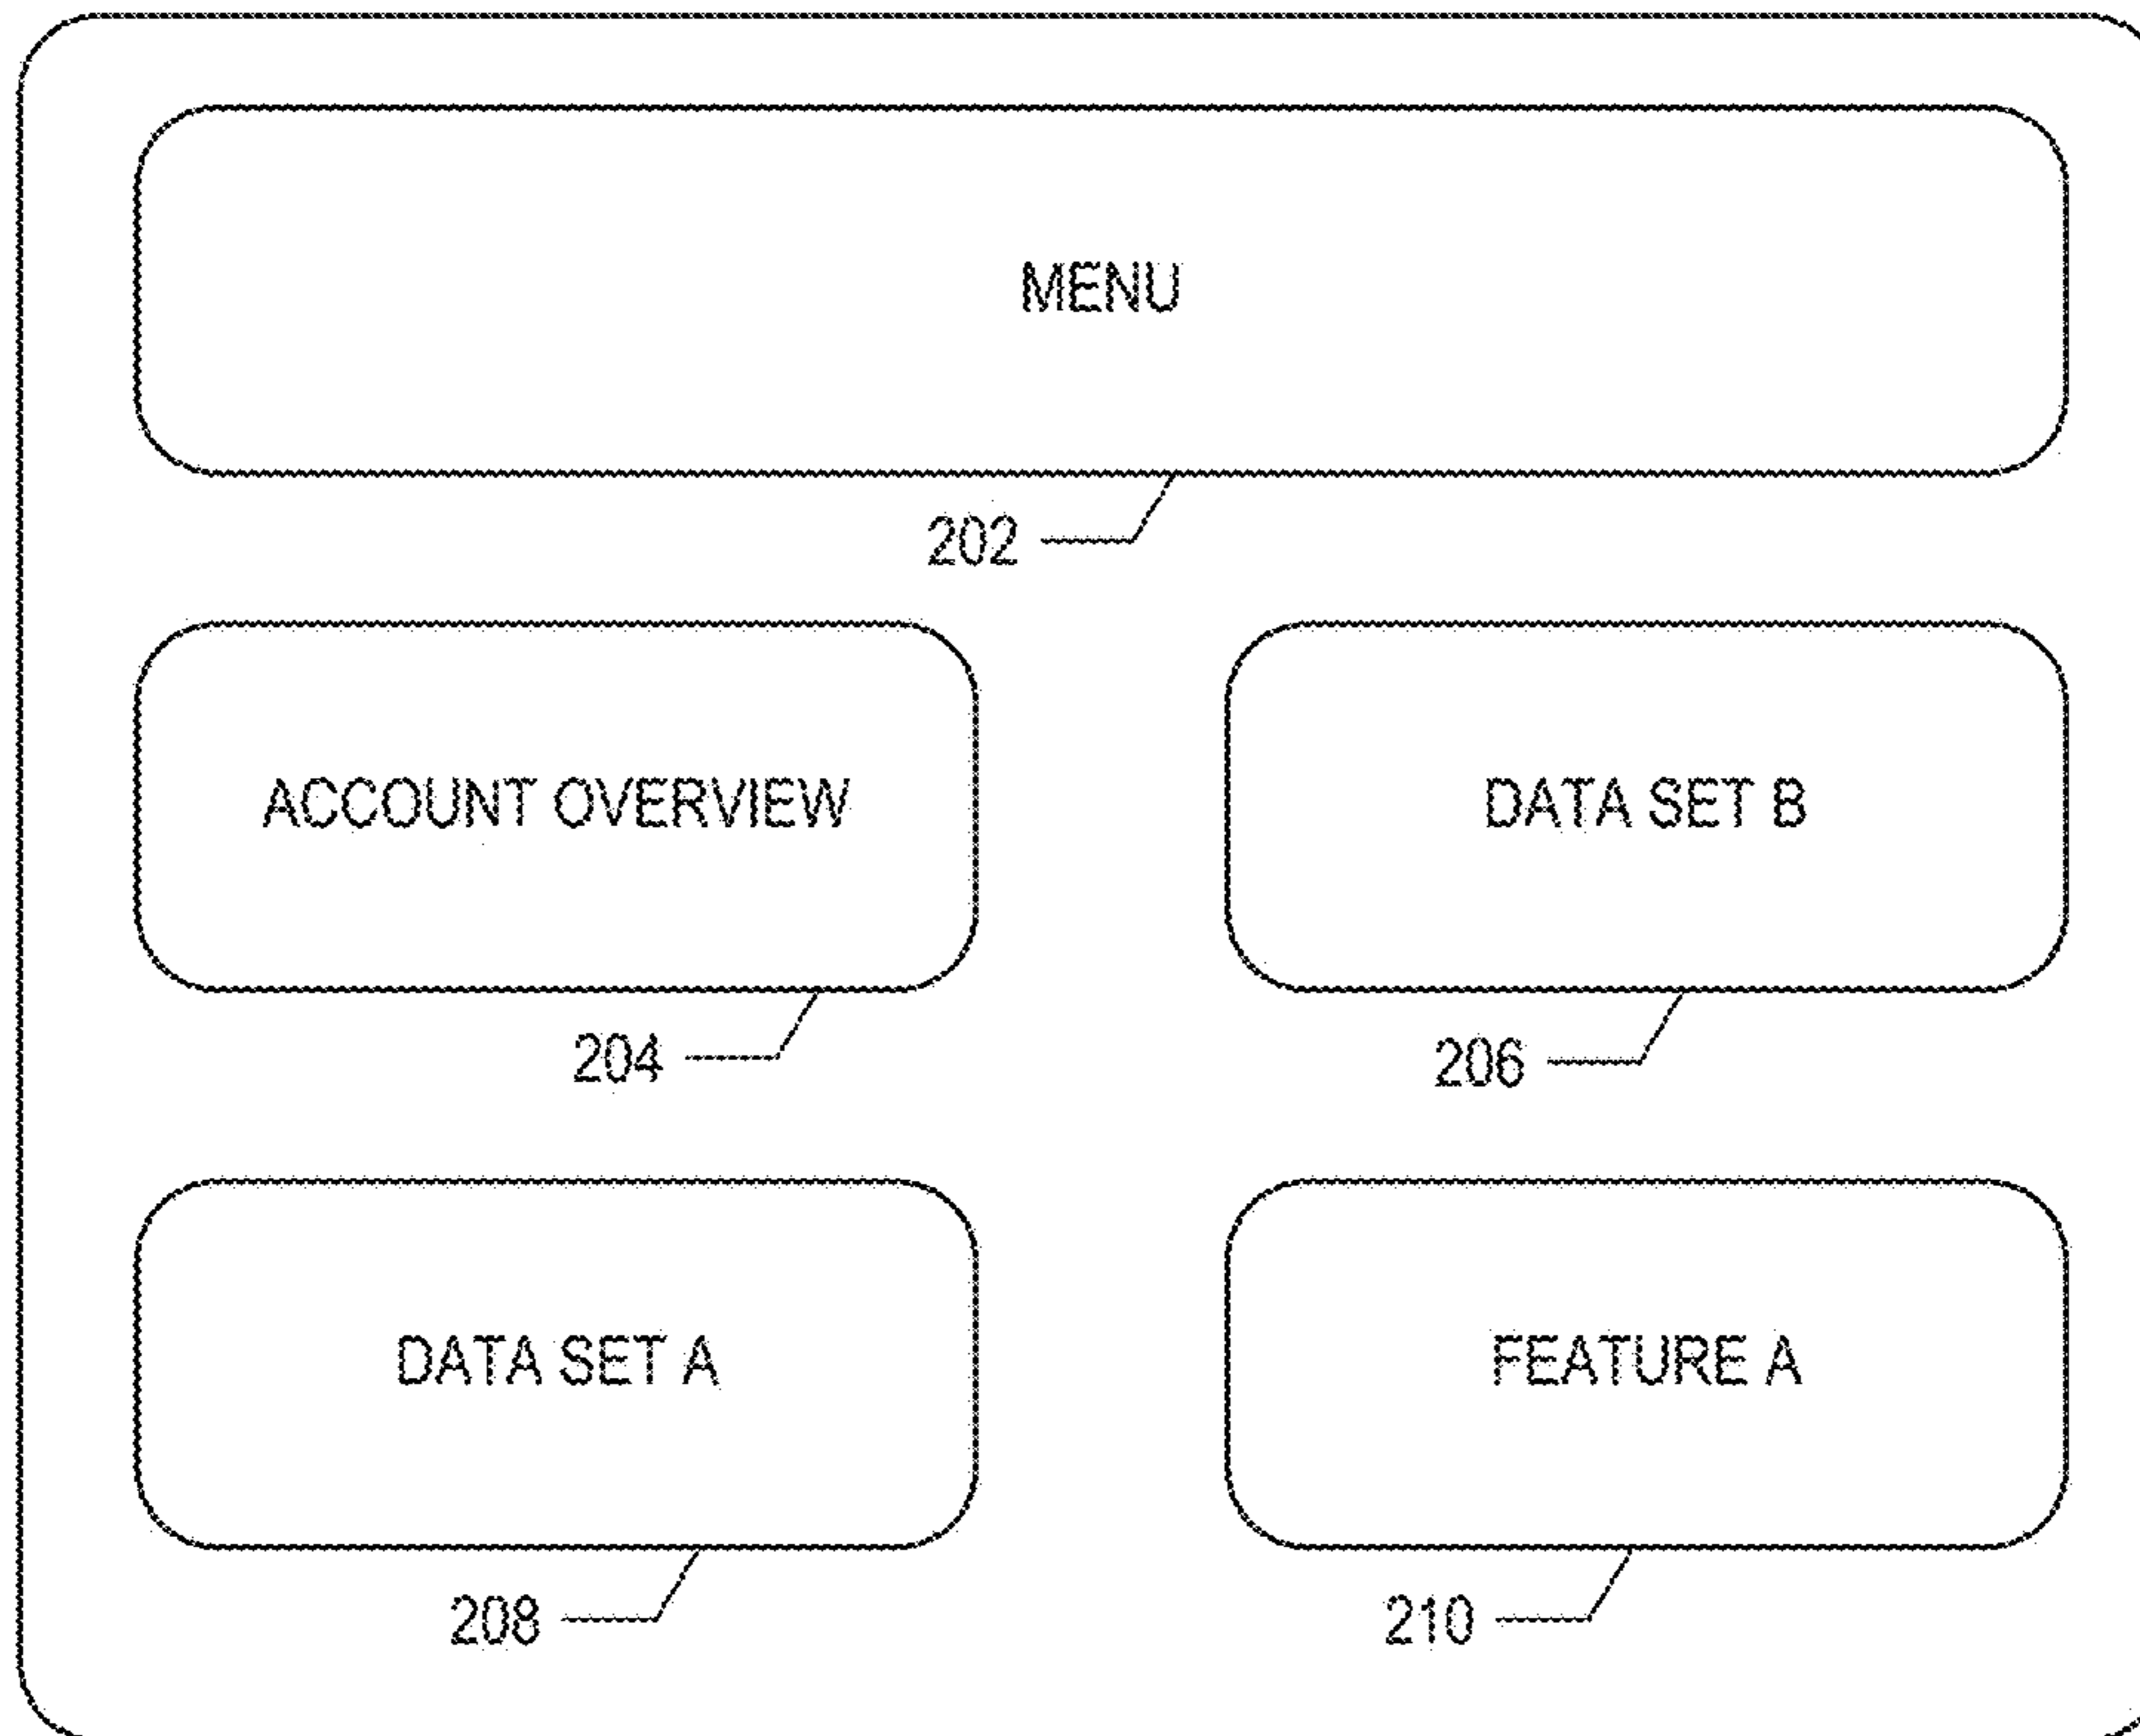 MENU
202
ACCOUNT OVERVIEW
DATA SET B
204
206
DATA SET A
FEATURE A
208
210